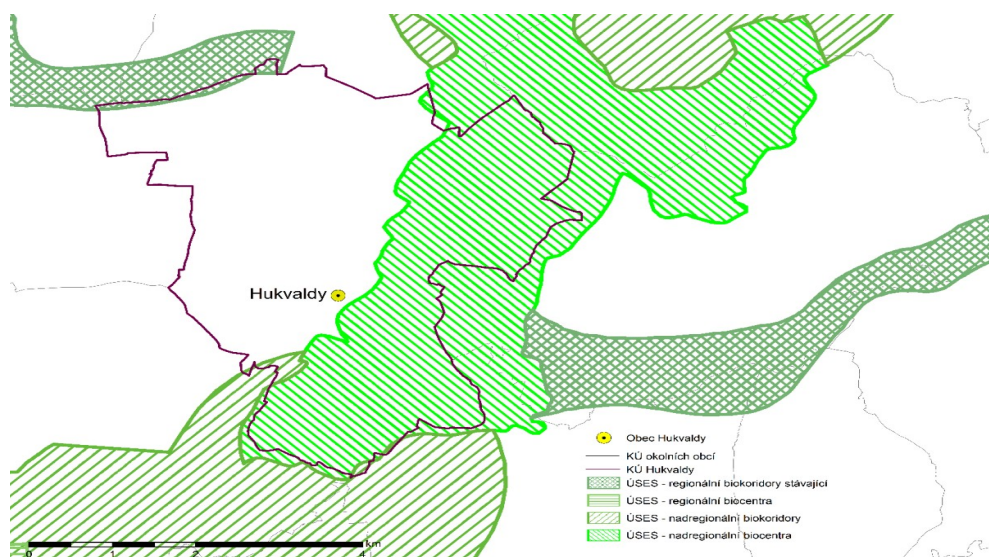 Hukvaldy
Obec Hukvaldy
KÚ okolních obcí
KÚ Hukvaldy
ÚSES - regionální biokoridory stávající
ÚSES - regionální biocentra
ÚSES - nadregionální biokoridory
ÚSES - nadregionální biocentra
km
0 1 2 4